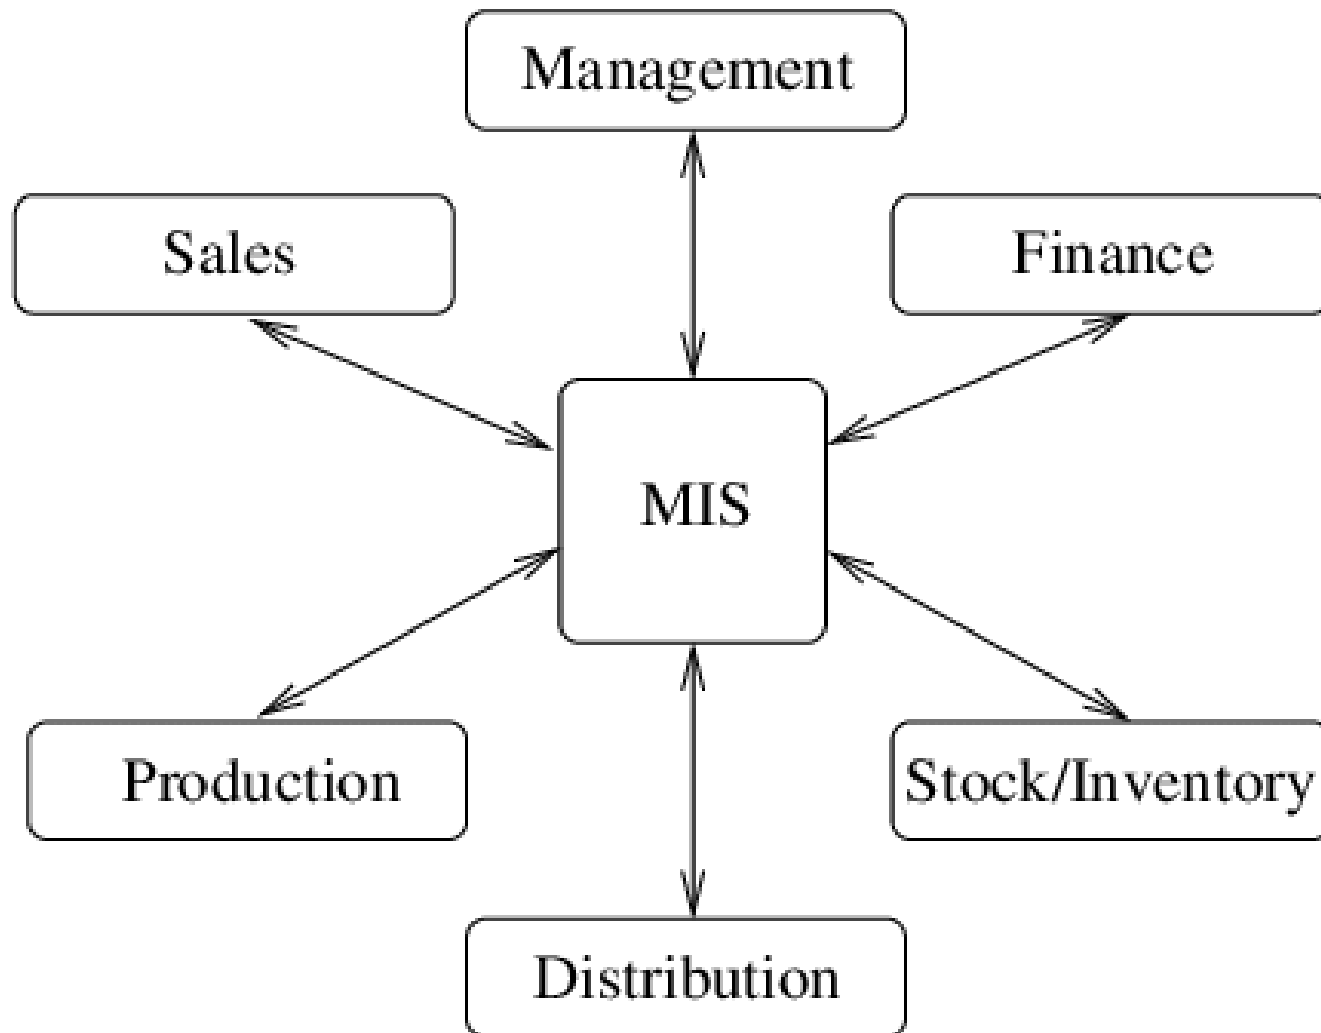 Management
Sales
Finance
MIS
Production
Stock/Inventory
Distribution